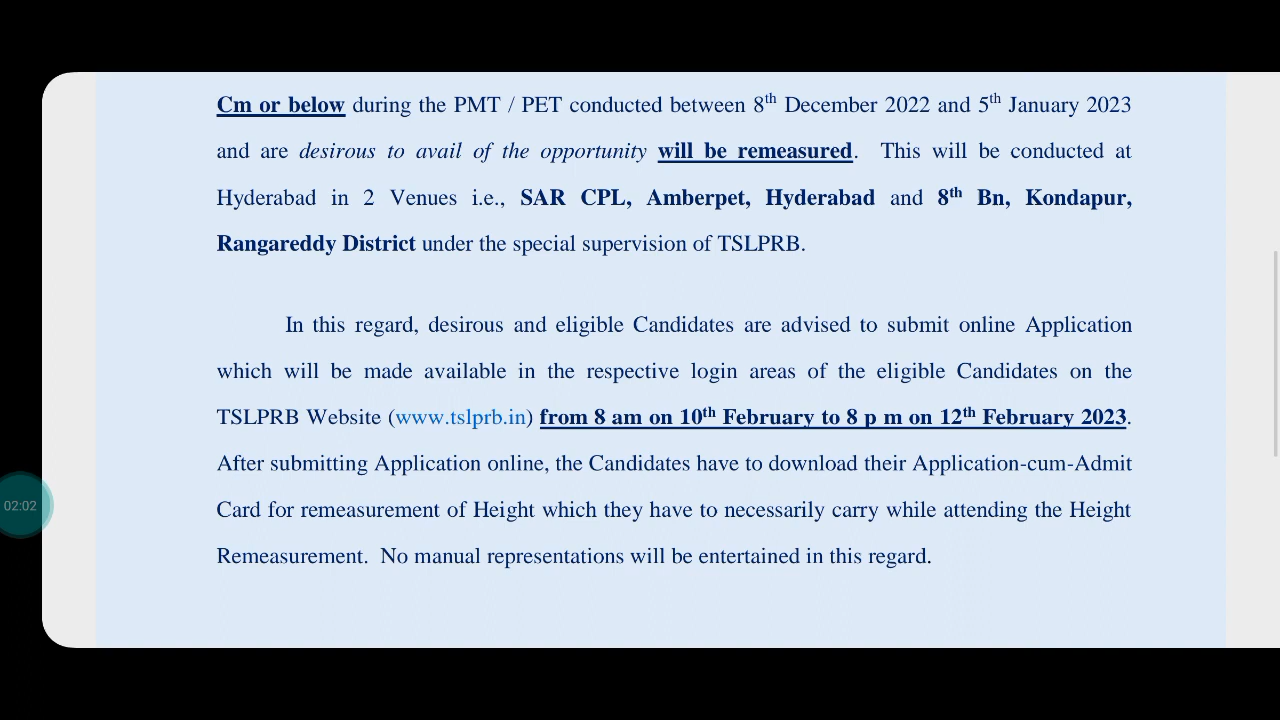 Cm or below during the PMT / PET conducted between 8th December 2022 and 5th January 2023
and are desirous to avail of the opportunity will be remeasured. This will be conducted at
Hyderabad in 2 Venues i.e., SAR CPL, Amberpet, Hyderabad and 8th Bn, Kondapur,
Rangareddy District under the special supervision of TSLPRB.
In this regard, desirous and eligible Candidates are advised to submit online Application
which will be made available in the respective login areas of the eligible Candidates on the
TSLPRB Website (www.tslprb.in) from 8 am on 10th February to 8 p m on 12th February 2023.
After submitting Application online, the Candidates have to download their Application-cum-Admit
02:02
Card for remeasurement of Height which they have to necessarily carry while attending the Height
Remeasurement. No manual representations will be entertained in this regard.